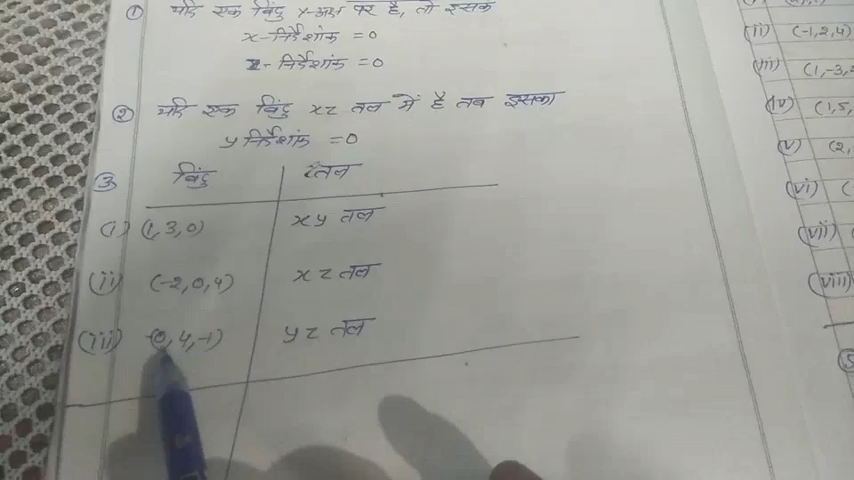 ① यदि एक बिंदु y-अक्ष पर है, तो इसके
x-निर्देशांक =0
z-निर्देशांक =0
② यदि एक बिंदु xz तल में है तब इसका
y निर्देशांक =0
③ बिंदु तल
(i) (1,3,0) xy तल
(ii) (-2,0,4) xz तल
(iii) (0,4,-1) yz तल
(ii) (-1,2,4)
(iii) (1,-3,
(iv) (1,5,
(v) (2,
(vi) (
(vii) (
(viii)
⑤